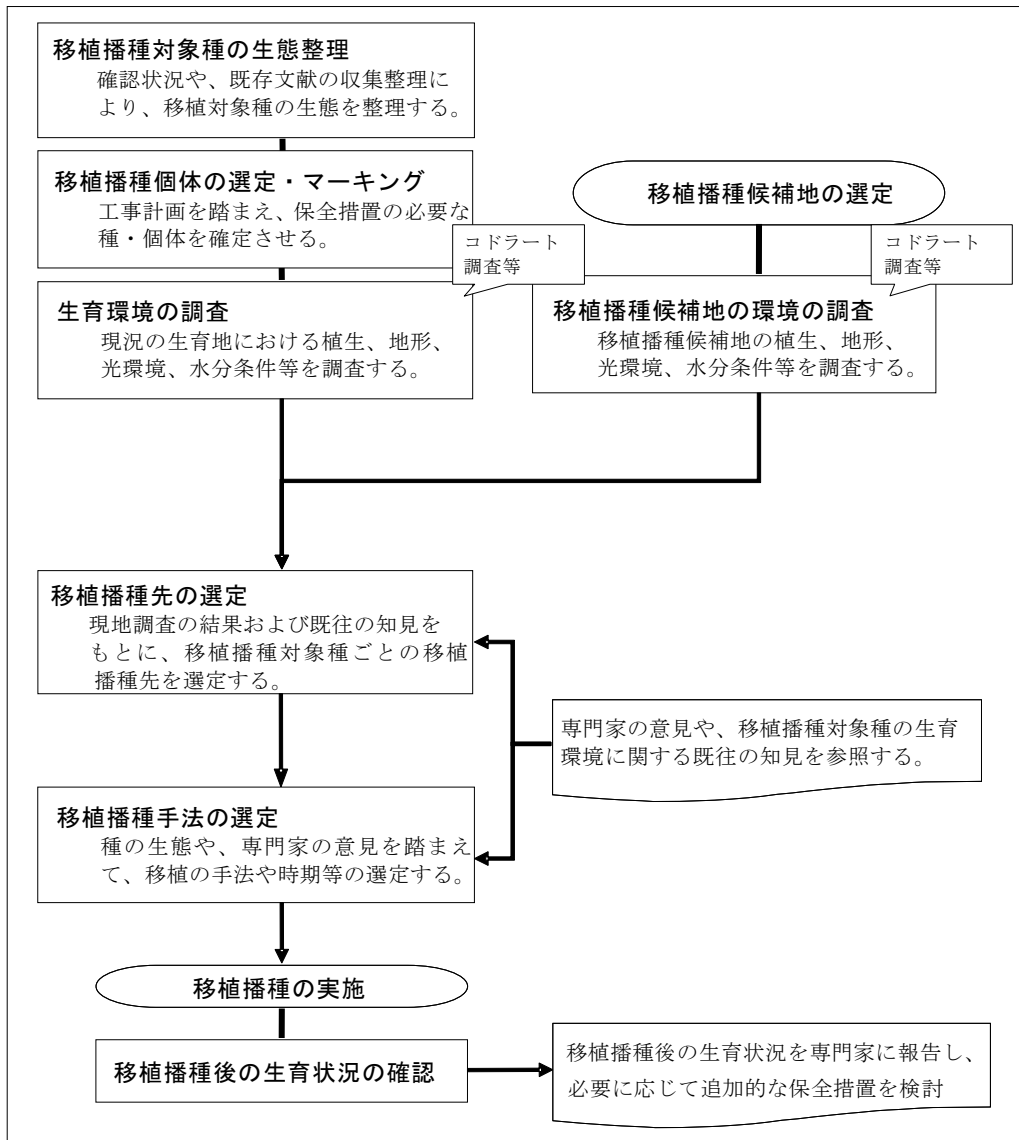 移植播種対象種の生態整理
確認状況や、既存文献の収集整理に
より、移植対象種の生態を整理する。
移植播種個体の選定・マーキング
工事計画を踏まえ、保全措置の必要な
種・個体を確定させる。
コドラート
調査等
生育環境の調査
現況の生育地における植生、地形、
光環境、水分条件等を調査する。
移植播種候補地の選定
コドラート
調査等
移植播種候補地の環境の調査
移植播種候補地の植生、地形、
光環境、水分条件等を調査する。
移植播種先の選定
現地調査の結果および既往の知見を
もとに、移植播種対象種ごとの移植
播種先を選定する。
専門家の意見や、移植播種対象種の生育
環境に関する既往の知見を参照する。
移植播種手法の選定
種の生態や、専門家の意見を踏まえ
て、移植の手法や時期等の選定する。
移植播種の実施
移植播種後の生育状況の確認
移植播種後の生育状況を専門家に報告し、
必要に応じて追加的な保全措置を検討